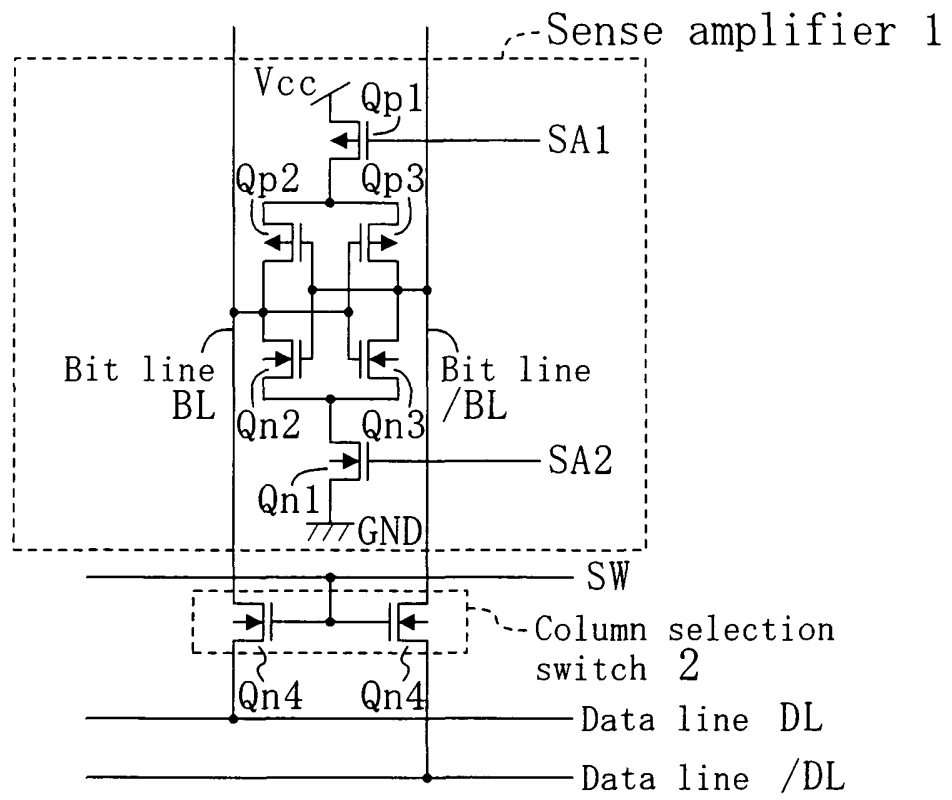 Sense amplifier 1
Vcc
Qp1
SA1
Qp2
Qp3
Bit line
BL
Bit line
/BL
Qn2
Qn3
SA2
Qn1
GND
SW
Column selection
switch 2
Qn4
Qn4
Data line DL
Data line /DL